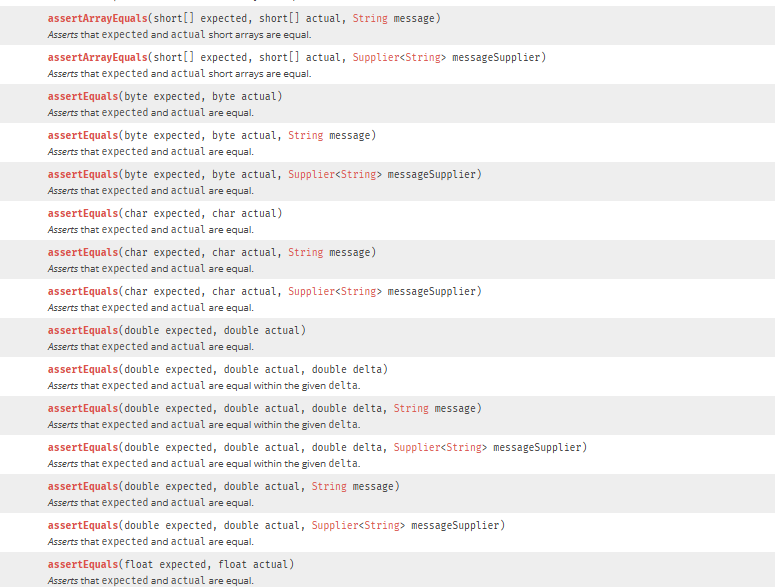 assertArrayEquals(short[] expected, short[] actual, String message)
Asserts that expected and actual short arrays are equal.
assertArrayEquals(short[] expected, short[] actual, Supplier<String> messageSupplier)
Asserts that expected and actual short arrays are equal.
assertEquals(byte expected, byte actual)
Asserts that expected and actual are equal.
assertEquals(byte expected, byte actual, String message)
Asserts that expected and actual are equal.
assertEquals(byte expected, byte actual, Supplier<String> messageSupplier)
Asserts that expected and actual are equal.
assertEquals(char expected, char actual)
Asserts that expected and actual are equal.
assertEquals(char expected, char actual, String message)
Asserts that expected and actual are equal.
assertEquals(char expected, char actual, Supplier<String> messageSupplier)
Asserts that expected and actual are equal.
assertEquals(double expected, double actual)
Asserts that expected and actual are equal.
assertEquals(double expected, double actual, double delta)
Asserts that expected and actual are equal within the given delta.
assertEquals(double expected, double actual, double delta, String message)
Asserts that expected and actual are equal within the given delta.
assertEquals(double expected, double actual, double delta, Supplier<String> messageSupplier)
Asserts that expected and actual are equal within the given delta.
assertEquals(double expected, double actual, String message)
Asserts that expected and actual are equal.
assertEquals(double expected, double actual, Supplier<String> messageSupplier)
Asserts that expected and actual are equal.
assertEquals(float expected, float actual)
Asserts that expected and actual are equal.